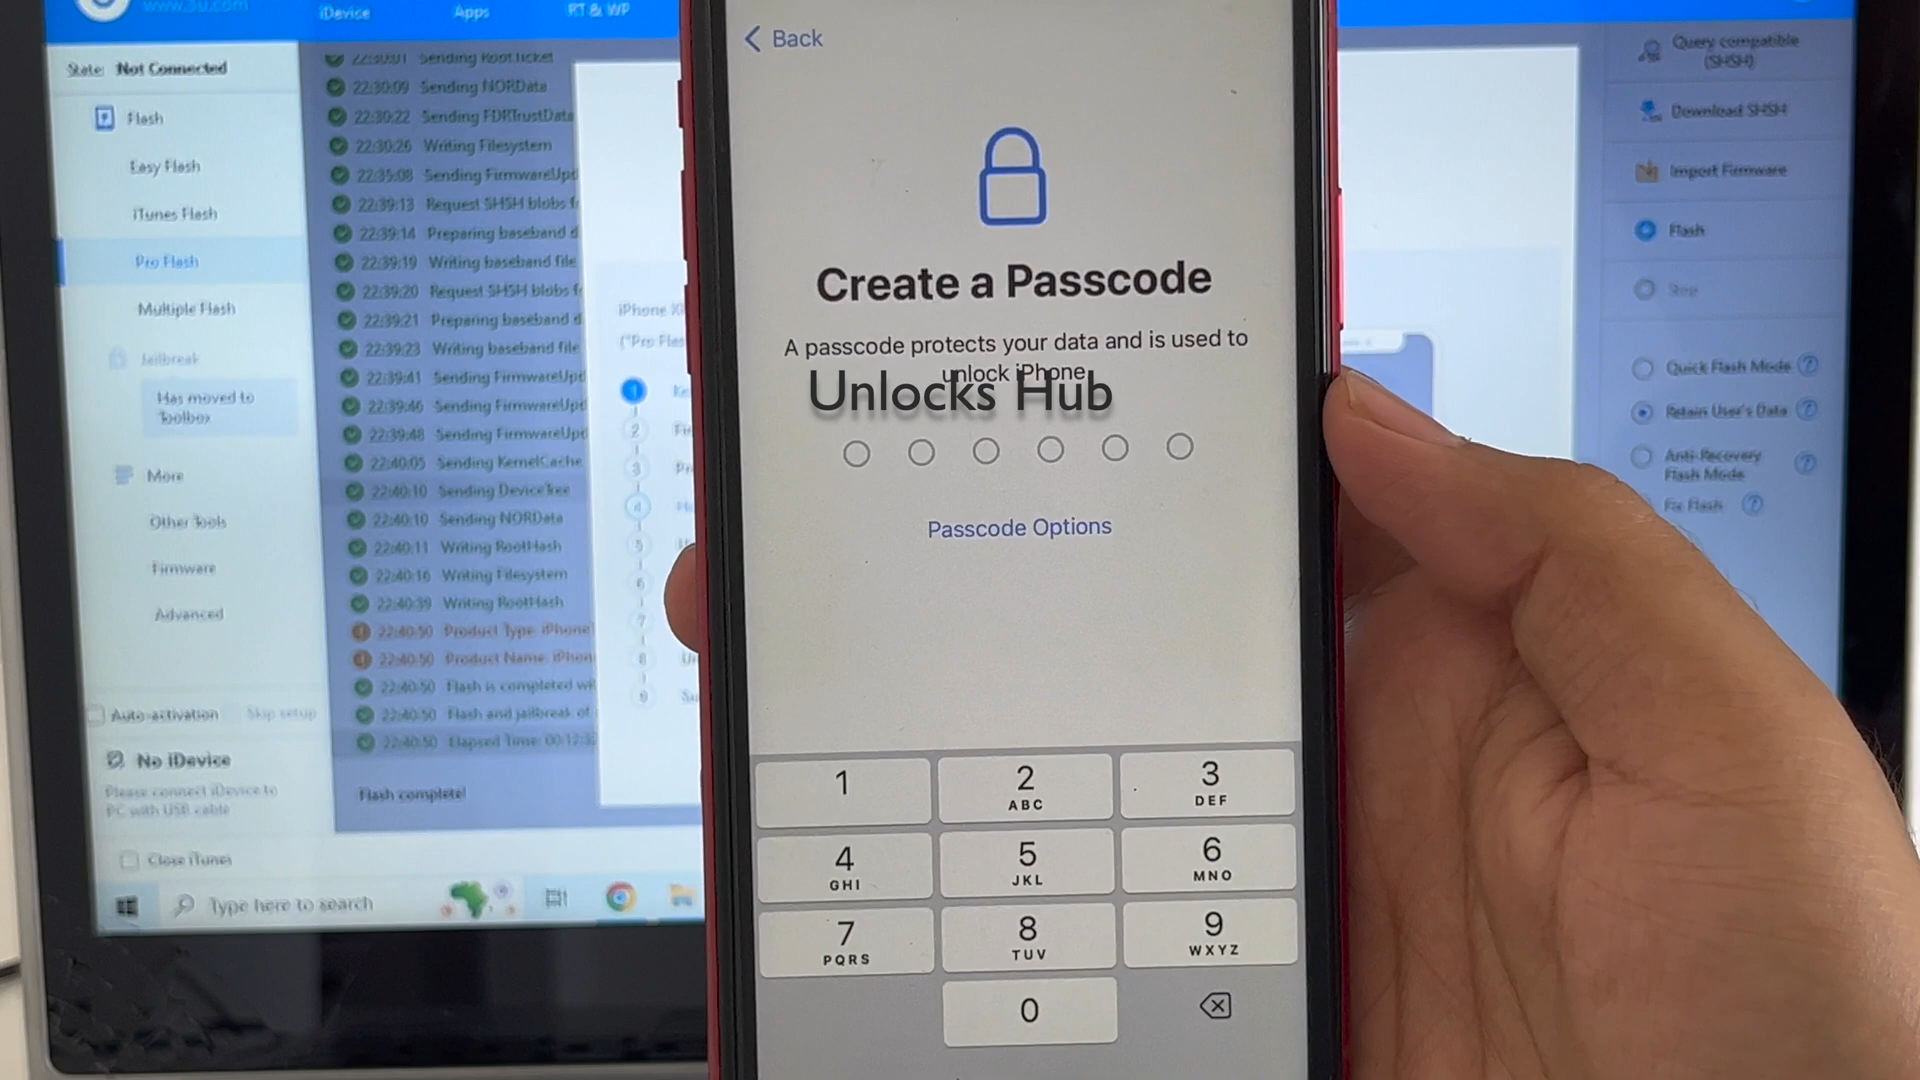 www.3u.com
iDevice
Apps
State: Not Connected
Flash
Easy Flash
iTunes Flash
Pro Flash
Multiple Flash
Jailbreak
Has moved to
Toolbox
More
Other Tools
Firmware
Advanced
Auto-activation Skip setup
No iDevice
Please connect iDevice to
PC with USB cable
Close iTunes
22:30:01 Sending RootTicket
22:30:09 Sending NORData
22:30:22 Sending FDRTrustData
22:30:26 Writing Filesystem
22:35:08 Sending FirmwareUpd
22:39:13 Request SHSH blobs f
22:39:14 Preparing baseband d
22:39:19 Writing baseband file
22:39:20 Request SHSH blobs f
22:39:21 Preparing baseband d
22:39:23 Writing baseband file
22:39:41 Sending FirmwareUpd
22:39:46 Sending FirmwareUpd
22:39:48 Sending FirmwareUpd
22:40:05 Sending KernelCache
22:40:10 Sending DeviceTree
22:40:10 Sending NORData
22:40:11 Writing RootHash
22:40:16 Writing Filesystem
22:40:39 Writing RootHash
22:40:50 Product Type: iPhone
22:40:50 Product Name: iPhon
22:40:50 Flash is completed wi
22:40:50 Flash and jailbreak of
22:40:50 Elapsed Time: 00:12:32
Flash complete!
iPhone X
("Pro Flas
1
2
3
4
5
6
7
8
9
Type here to search
Back
Create a Passcode
A passcode protects your data and is used to
unlock iPhone
Unlocks Hub
Passcode Options
1
2 ABC
3 DEF
4 GHI
5 JKL
6 MNO
7 PQRS
8 TUV
9 WXYZ
0
Query compatible
(SHSH)
Download SHSH
Import Firmware
Flash
Stop
Quick Flash Mode
Retain User's Data
Anti-Recovery
Flash Mode
Fix Flash